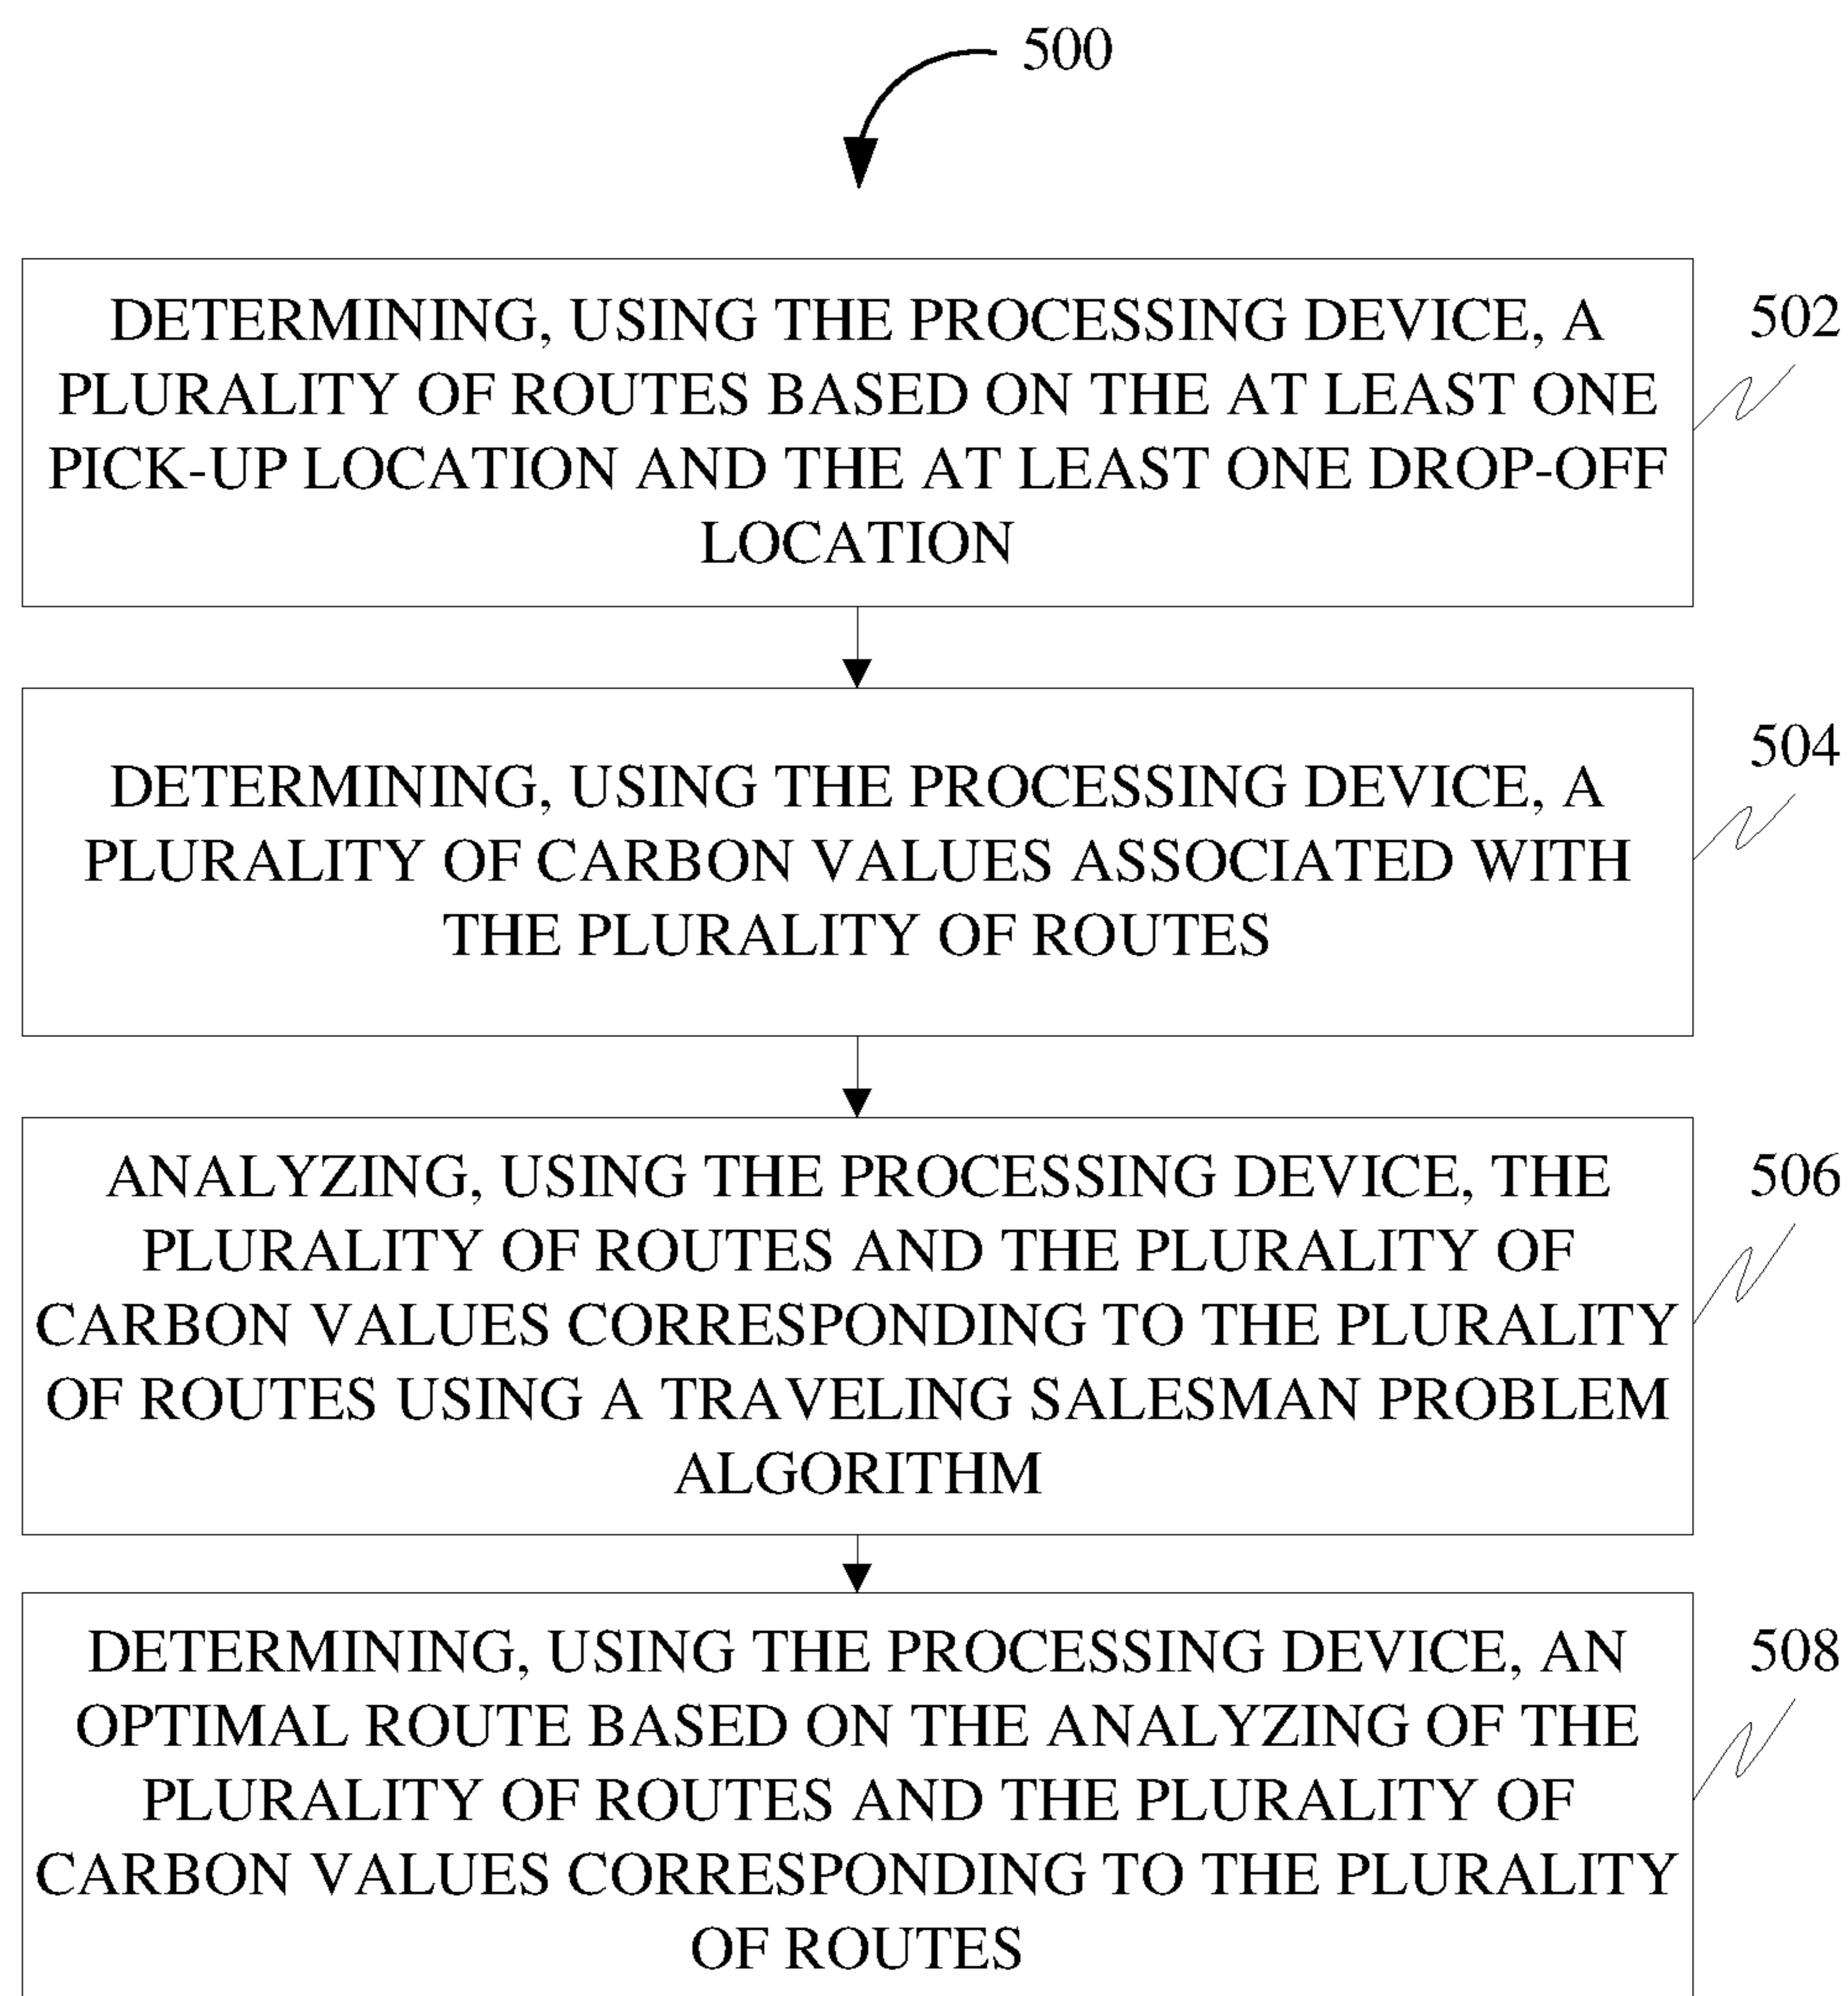 500
DETERMINING, USING THE PROCESSING DEVICE, A
PLURALITY OF ROUTES BASED ON THE AT LEAST ONE
PICK-UP LOCATION AND THE AT LEAST ONE DROP-OFF
LOCATION
502
DETERMINING, USING THE PROCESSING DEVICE, A
PLURALITY OF CARBON VALUES ASSOCIATED WITH
THE PLURALITY OF ROUTES
504
ANALYZING, USING THE PROCESSING DEVICE, THE
PLURALITY OF ROUTES AND THE PLURALITY OF
CARBON VALUES CORRESPONDING TO THE PLURALITY
OF ROUTES USING A TRAVELING SALESMAN PROBLEM
ALGORITHM
506
DETERMINING, USING THE PROCESSING DEVICE, AN
OPTIMAL ROUTE BASED ON THE ANALYZING OF THE
PLURALITY OF ROUTES AND THE PLURALITY OF
CARBON VALUES CORRESPONDING TO THE PLURALITY
OF ROUTES
508